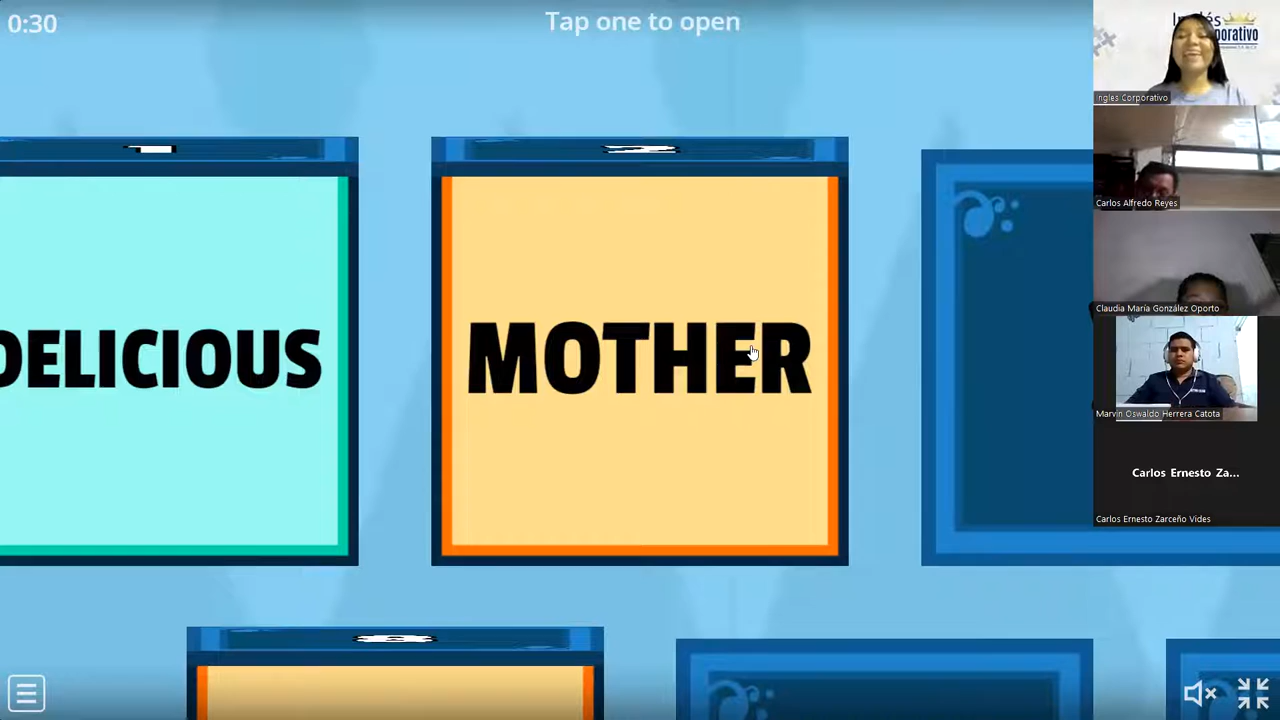 0:30
Tap one to open
DELICIOUS
MOTHER
Ingles Corporativo
Carlos Alfredo Reyes
Claudia María González Oporto
Marvin Oswaldo Herrera Catota
Carlos Ernesto Za...
Carlos Ernesto Zarceño Vides